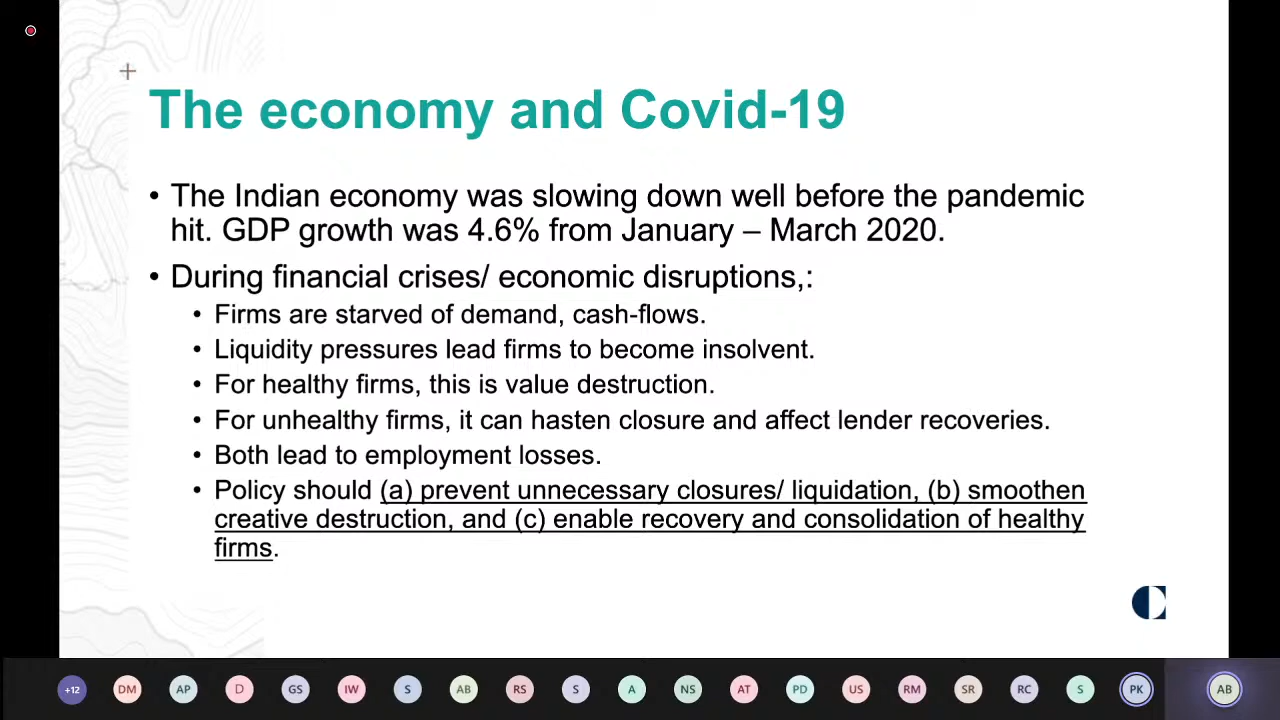 The economy and Covid-19
• The Indian economy was slowing down well before the pandemic
hit. GDP growth was 4.6% from January – March 2020.
• During financial crises/ economic disruptions,:
• Firms are starved of demand, cash-flows.
• Liquidity pressures lead firms to become insolvent.
• For healthy firms, this is value destruction.
• For unhealthy firms, it can hasten closure and affect lender recoveries.
• Both lead to employment losses.
• Policy should (a) prevent unnecessary closures/ liquidation, (b) smoothen
creative destruction, and (c) enable recovery and consolidation of healthy
firms.
+12 DM AP D GS IW S AB RS S A NS AT PD US RM SR RC S PK AB